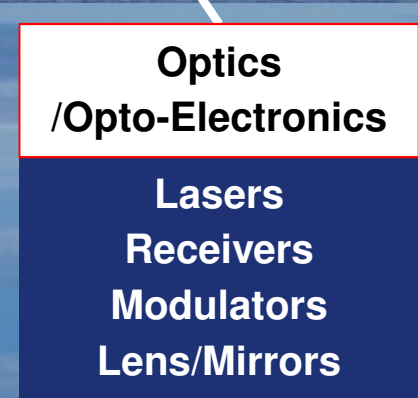 Optics
/Opto-Electronics
Lasers
Receivers
Modulators
Lens/Mirrors